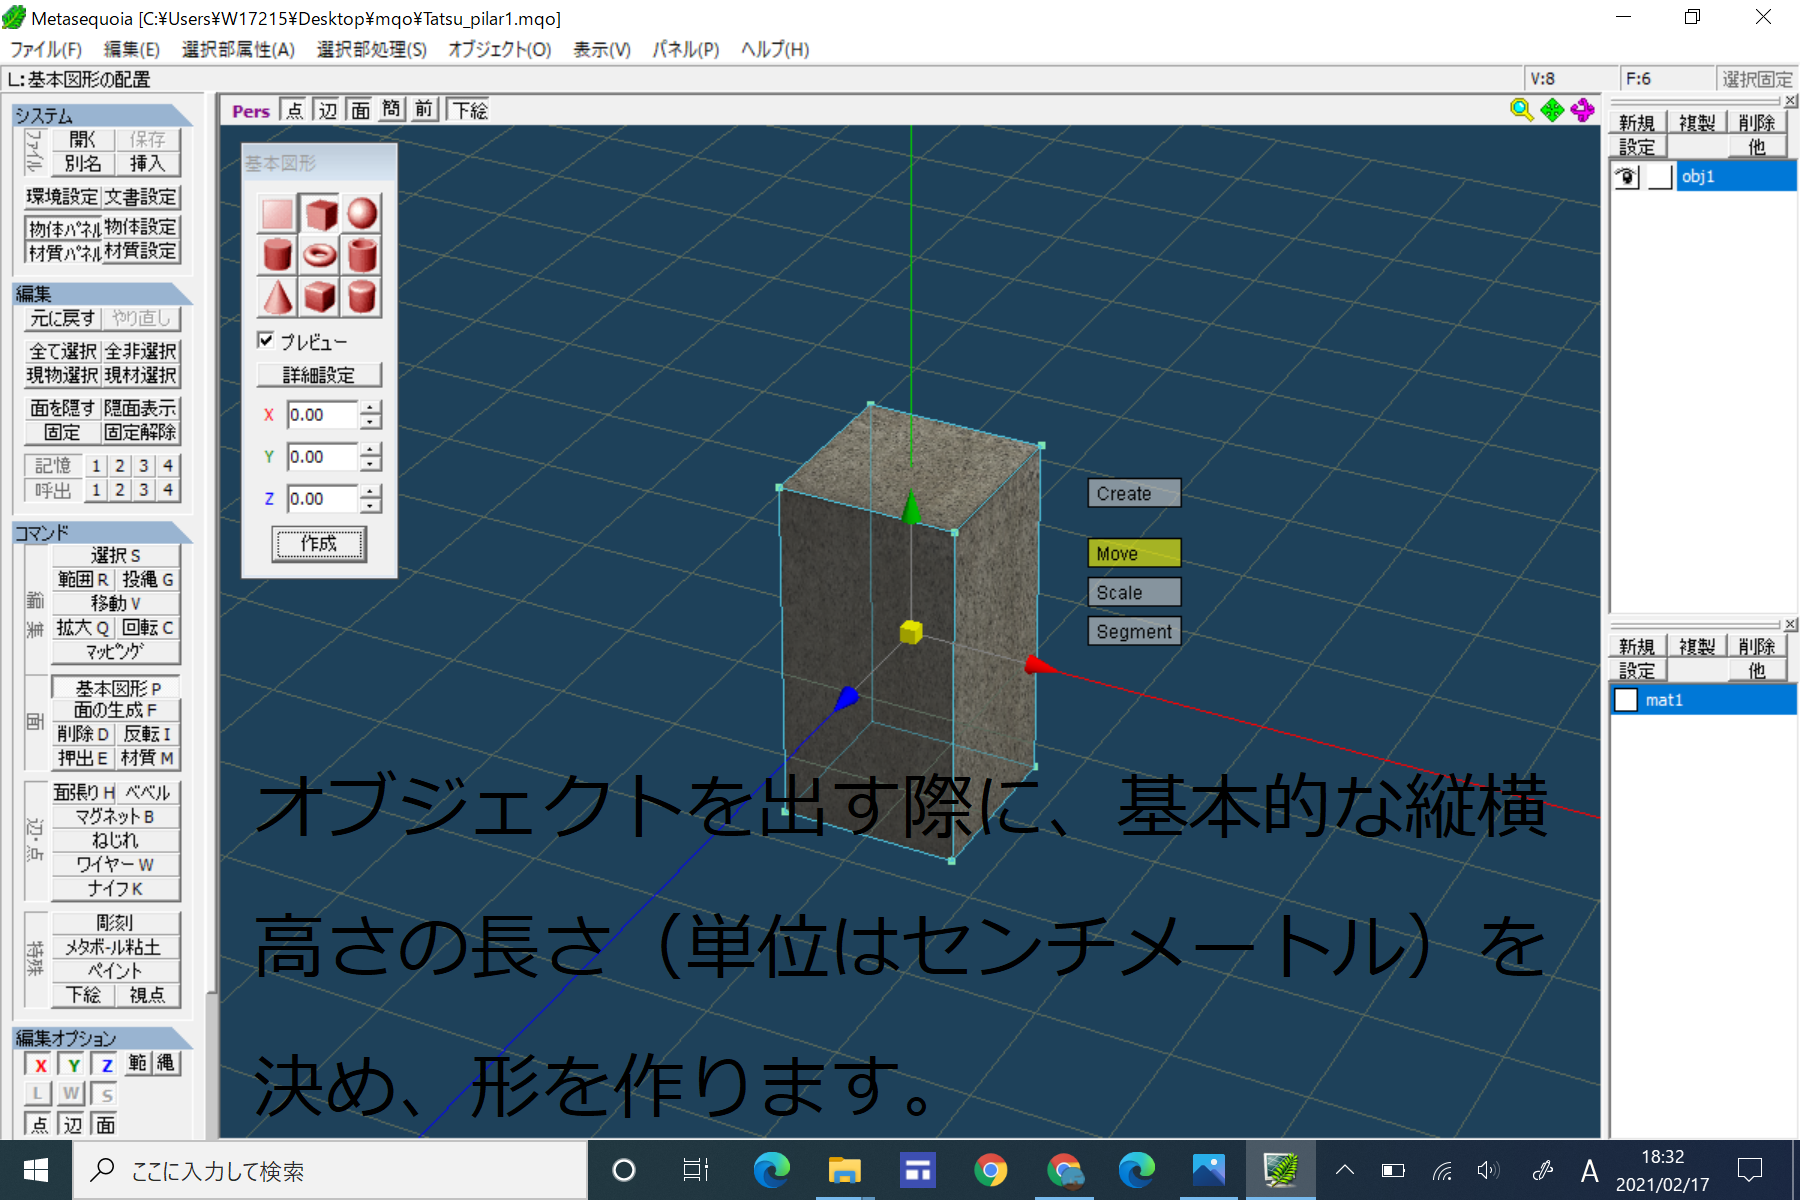 Metasequoia [C:¥Users¥W17215¥Desktop¥mqo¥Tatsu_pilar1.mqo]
ファイル(F) 編集(E) 選択部属性(A) 選択部処理(S) オブジェクト(O) 表示(V) パネル(P) ヘルプ(H)
L:基本図形の配置 V:8 F:6 選択固定
システム
ファイル
開く 保存
別名 挿入
環境設定 文書設定
物体パネル 物体設定
材質パネル 材質設定
編集
元に戻す やり直し
全て選択 全非選択
現物選択 現材選択
面を隠す 隠面表示
固定 固定解除
記憶 1 2 3 4
呼出 1 2 3 4
コマンド
選択 S
範囲 R 投縄 G
移動 V
拡大 Q 回転 C
マッピング
基本図形 P
面の生成 F
削除 D 反転 I
押出 E 材質 M
面張り H ベベル
マグネット B
ねじれ
ワイヤー W
ナイフ K
辺・点
彫刻
メタボール粘土
ペイント
下絵 視点
特殊
編集オプション
X Y Z 範 縄
L W S
点 辺 面
Pers 点 辺 面 簡 前 下絵
基本図形
プレビュー
詳細設定
X 0.00
Y 0.00
Z 0.00
作成
Create
Move
Scale
Segment
オブジェクトを出す際に、基本的な縦横
高さの長さ（単位はセンチメートル）を
決め、形を作ります。
新規 複製 削除
設定 他
obj1
新規 複製 削除
設定 他
mat1
ここに入力して検索
A
18:32
2021/02/17